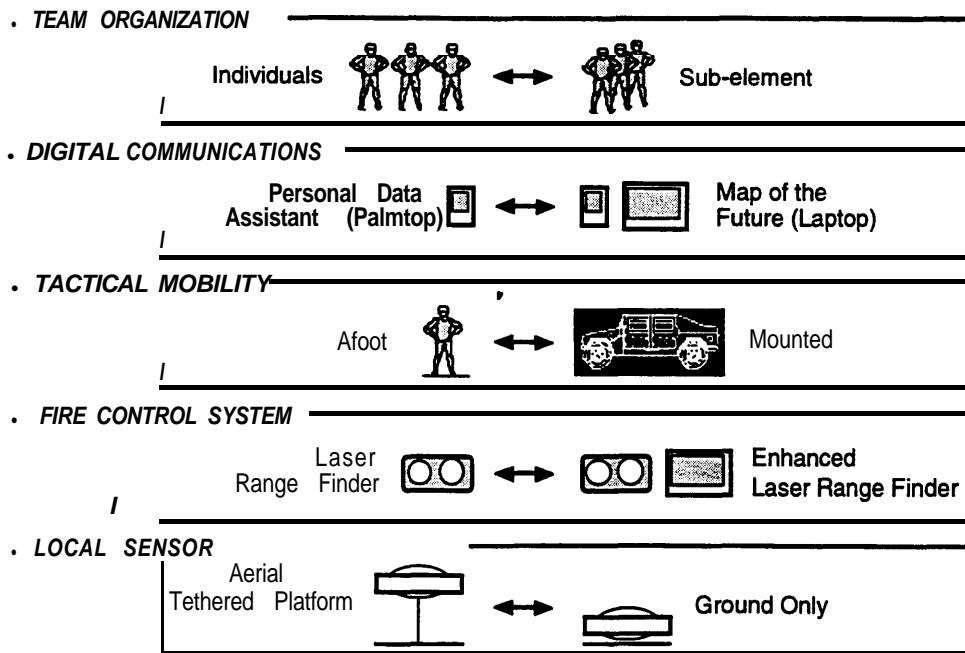 • TEAM ORGANIZATION
Individuals
Sub-element
• DIGITAL COMMUNICATIONS
Personal Data
Assistant (Palmtop)
Map of the
Future (Laptop)
• TACTICAL MOBILITY
Afoot
Mounted
• FIRE CONTROL SYSTEM
Laser
Range Finder
Enhanced
Laser Range Finder
• LOCAL SENSOR
Aerial
Tethered Platform
Ground Only